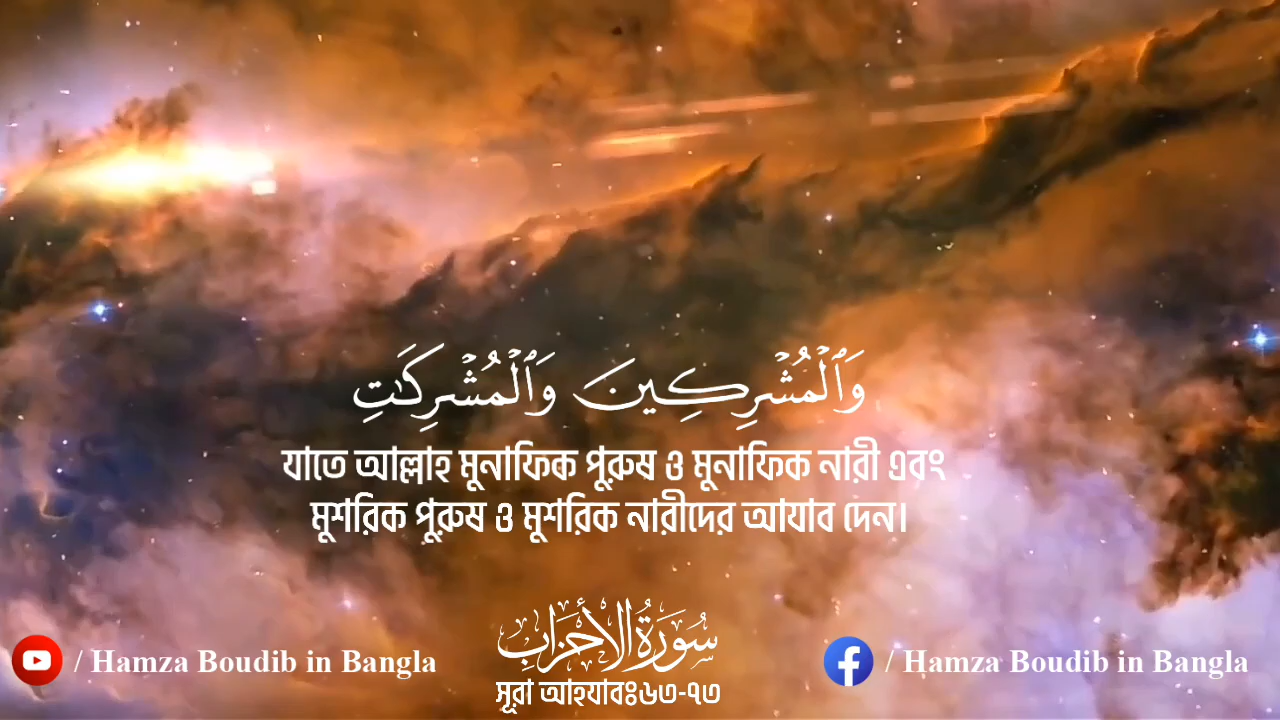 وَٱلۡمُشۡرِكِينَ وَٱلۡمُشۡرِكَٰتِ
যাতে আল্লাহ মুনাফিক পুরুষ ও মুনাফিক নারী এবং
মুশরিক পুরুষ ও মুশরিক নারীদের আযাব দেন।
سُورَةُ الأَحْزَابِ
সূরা আহযাবঃ৬৩-৭৩
/ Hamza Boudib in Bangla
/ Hamza Boudib in Bangla